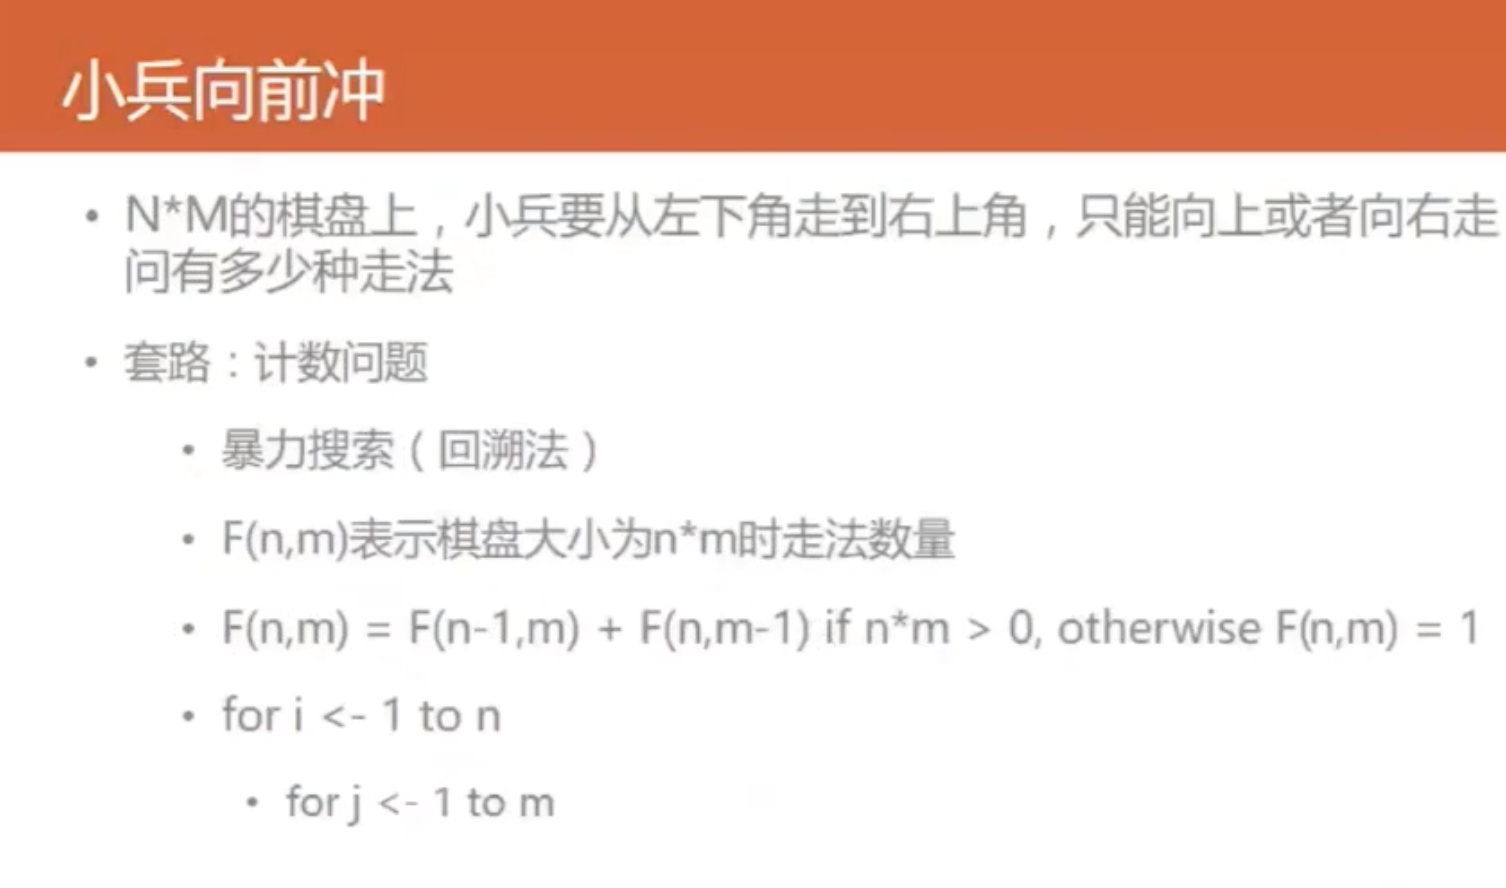 小兵向前冲
• N*M的棋盘上，小兵要从左下角走到右上角，只能向上或者向右走
问有多少种走法
• 套路：计数问题
• 暴力搜索（回溯法）
• F(n,m)表示棋盘大小为n*m时走法数量
• F(n,m) = F(n-1,m) + F(n,m-1) if n*m > 0, otherwise F(n,m) = 1
• for i <- 1 to n
• for j <- 1 to m